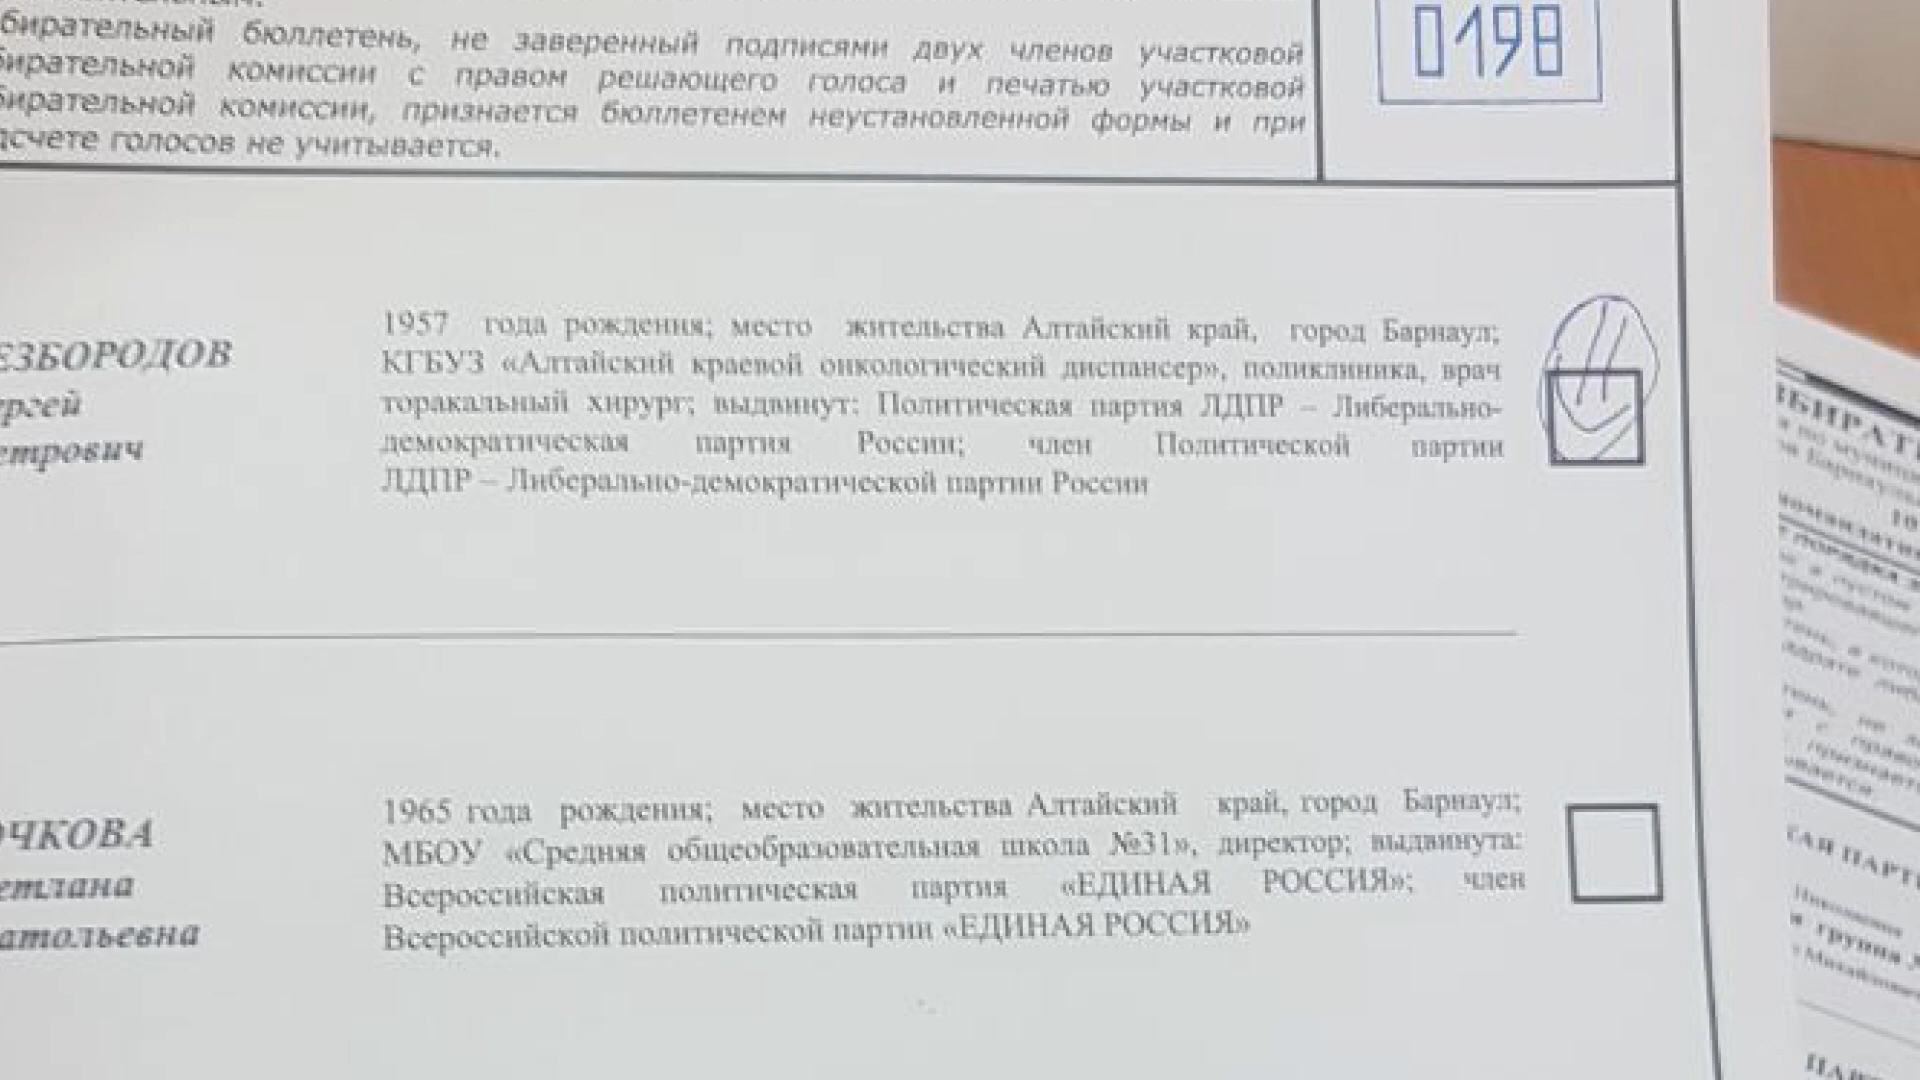 бирательный бюллетень, не заверенный подписями двух членов участковой
бирательной комиссии с правом решающего голоса и печатью участковой
бирательной комиссии, признается бюллетенем неустановленной формы и при
счете голосов не учитывается.
0198
ЕЗБОРОДОВ
ргей
етрович
1957 года рождения; место жительства Алтайский край, город Барнаул;
КГБУЗ «Алтайский краевой онкологический диспансер», поликлиника, врач
торакальный хирург; выдвинут: Политическая партия ЛДПР – Либерально-
демократическая партия России; член Политической партии
ЛДПР – Либерально-демократической партии России
ОЧКОВА
етлана
атольевна
1965 года рождения; место жительства Алтайский край, город Барнаул;
МБОУ «Средняя общеобразовательная школа №31», директор; выдвинута:
Всероссийская политическая партия «ЕДИНАЯ РОССИЯ»; член
Всероссийской политической партии «ЕДИНАЯ РОССИЯ»